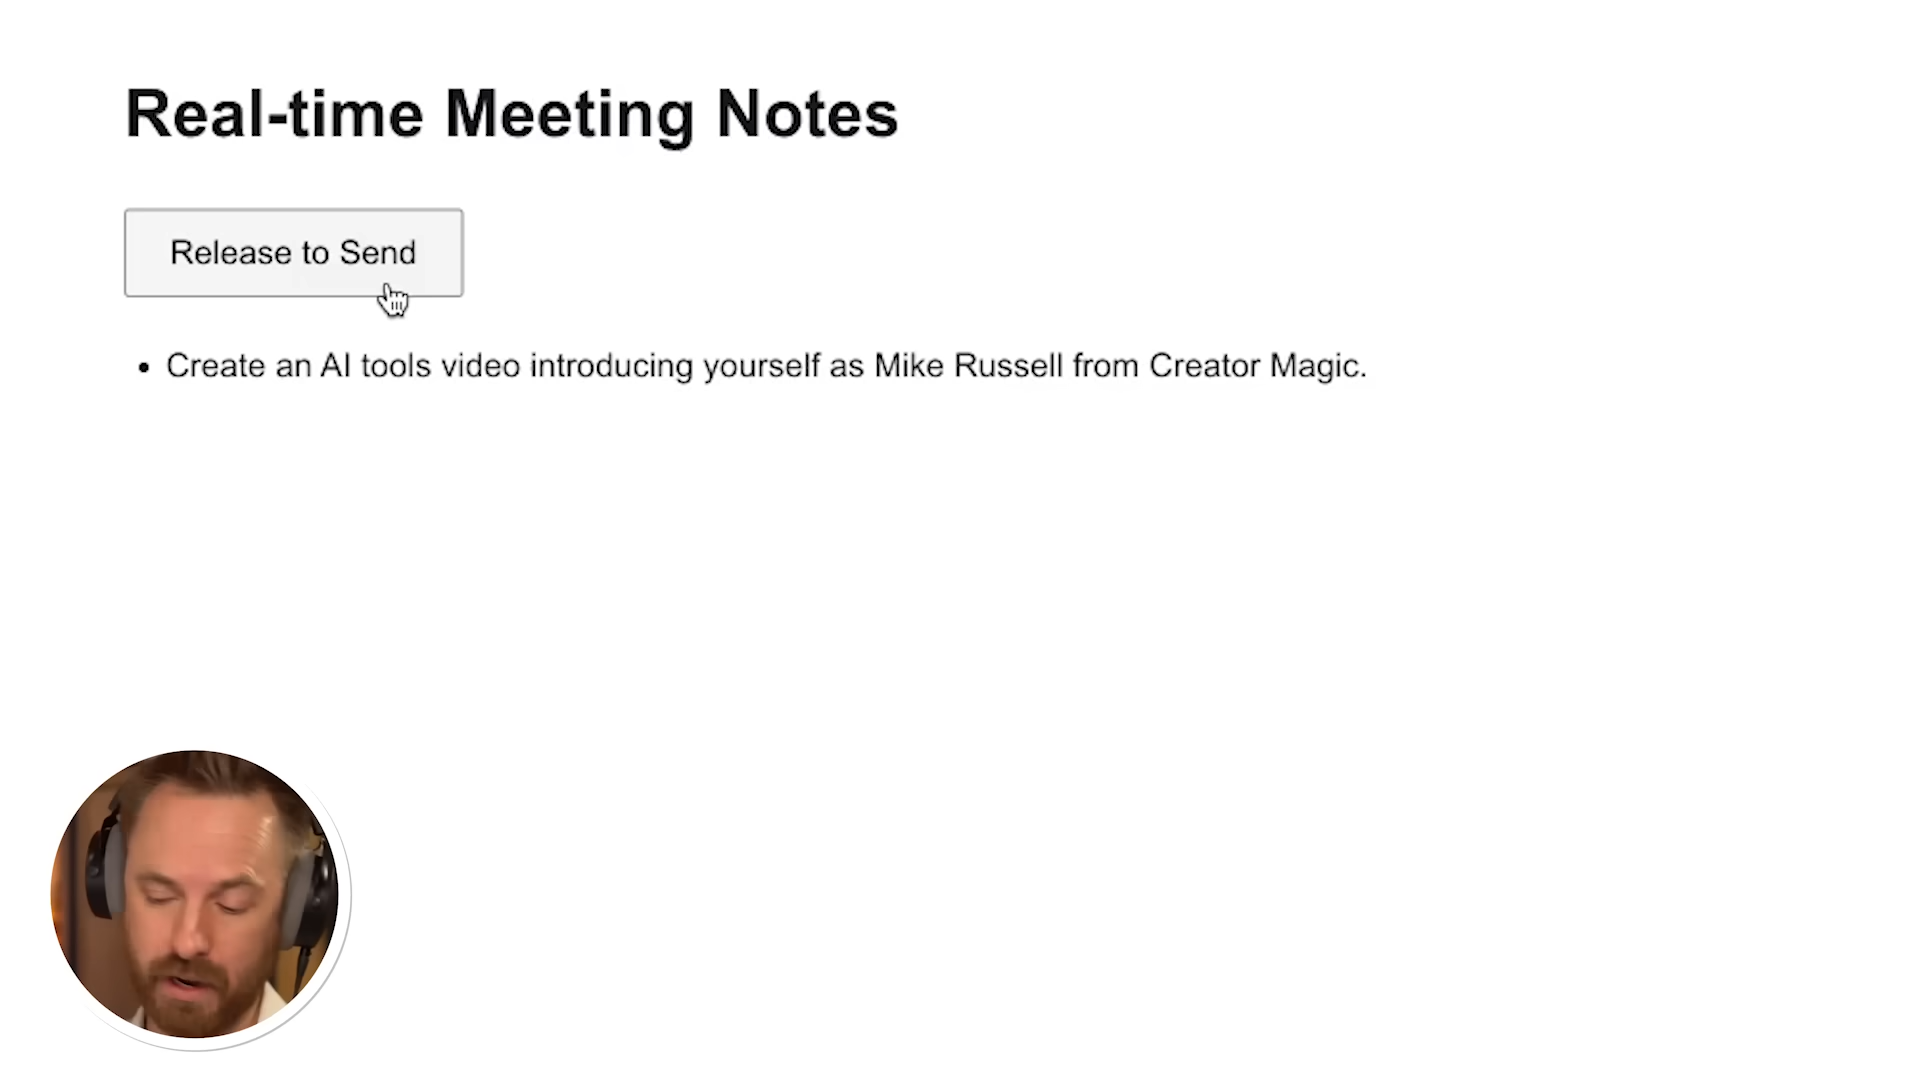 Real-time Meeting Notes
Release to Send
• Create an AI tools video introducing yourself as Mike Russell from Creator Magic.